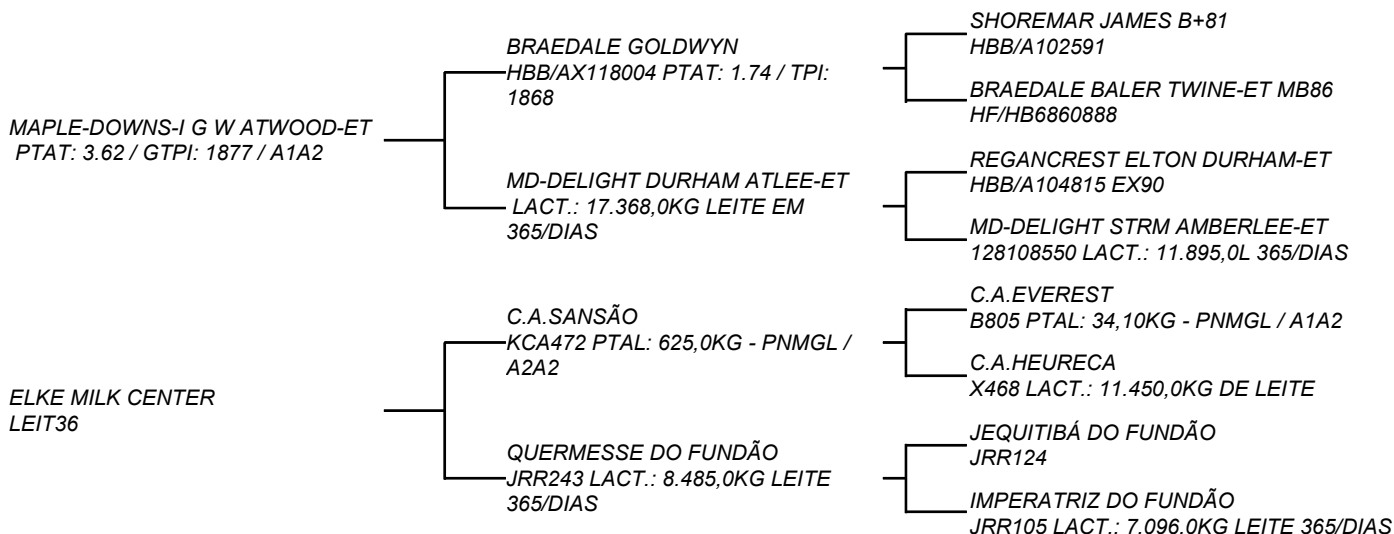 MAPLE-DOWNS-I G W ATWOOD-ET
PTAT: 3.62 / GTPI: 1877 / A1A2
BRAEDALE GOLDWYN
HBB/AX118004 PTAT: 1.74 / TPI:
1868
SHOREMAR JAMES B+81
HBB/A102591
BRAEDALE BALER TWINE-ET MB86
HF/HB6860888
MD-DELIGHT DURHAM ATLEE-ET
LACT.: 17.368,0KG LEITE EM
365/DIAS
REGANCREST ELTON DURHAM-ET
HBB/A104815 EX90
MD-DELIGHT STRM AMBERLEE-ET
128108550 LACT.: 11.895,0L 365/DIAS
ELKE MILK CENTER
LEIT36
C.A.SANSÃO
KCA472 PTAL: 625,0KG - PNMGL /
A2A2
C.A.EVEREST
B805 PTAL: 34,10KG - PNMGL / A1A2
C.A.HEURECA
X468 LACT.: 11.450,0KG DE LEITE
QUERMESSE DO FUNDÃO
JRR243 LACT.: 8.485,0KG LEITE
365/DIAS
JEQUITIBÁ DO FUNDÃO
JRR124
IMPERATRIZ DO FUNDÃO
JRR105 LACT.: 7.096,0KG LEITE 365/DIAS